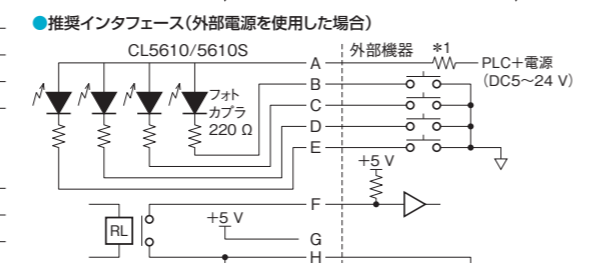 ●推奨インタフェース(外部電源を使用した場合)
CL5610/5610S
外部機器
*1
PLC+電源
(DC5~24 V)
A
B
C
D
E
フォト
カプラ
220 Ω
+5 V
F
RL
+5 V
G
H